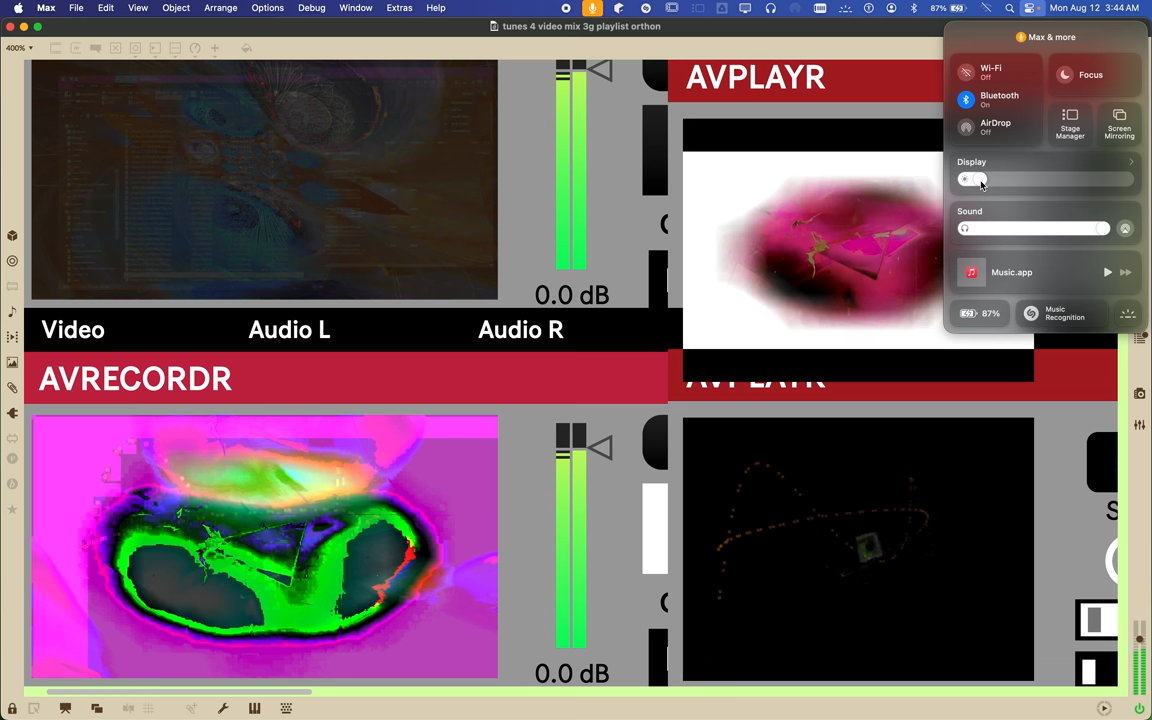 Max File Edit View Object Arrange Options Debug Window Extras Help 87% Mon Aug 12 3:44 AM
tunes 4 video mix 3g playlist orthon
400%
Max & more
Wi-Fi
Off
Focus
Bluetooth
On
AirDrop
Off
Stage
Manager
Screen
Mirroring
Display
Sound
Music.app
87%
Music
Recognition
AVPLAYR
0.0 dB
Video Audio L Audio R
AVRECORDR
AVPLAYR
0.0 dB